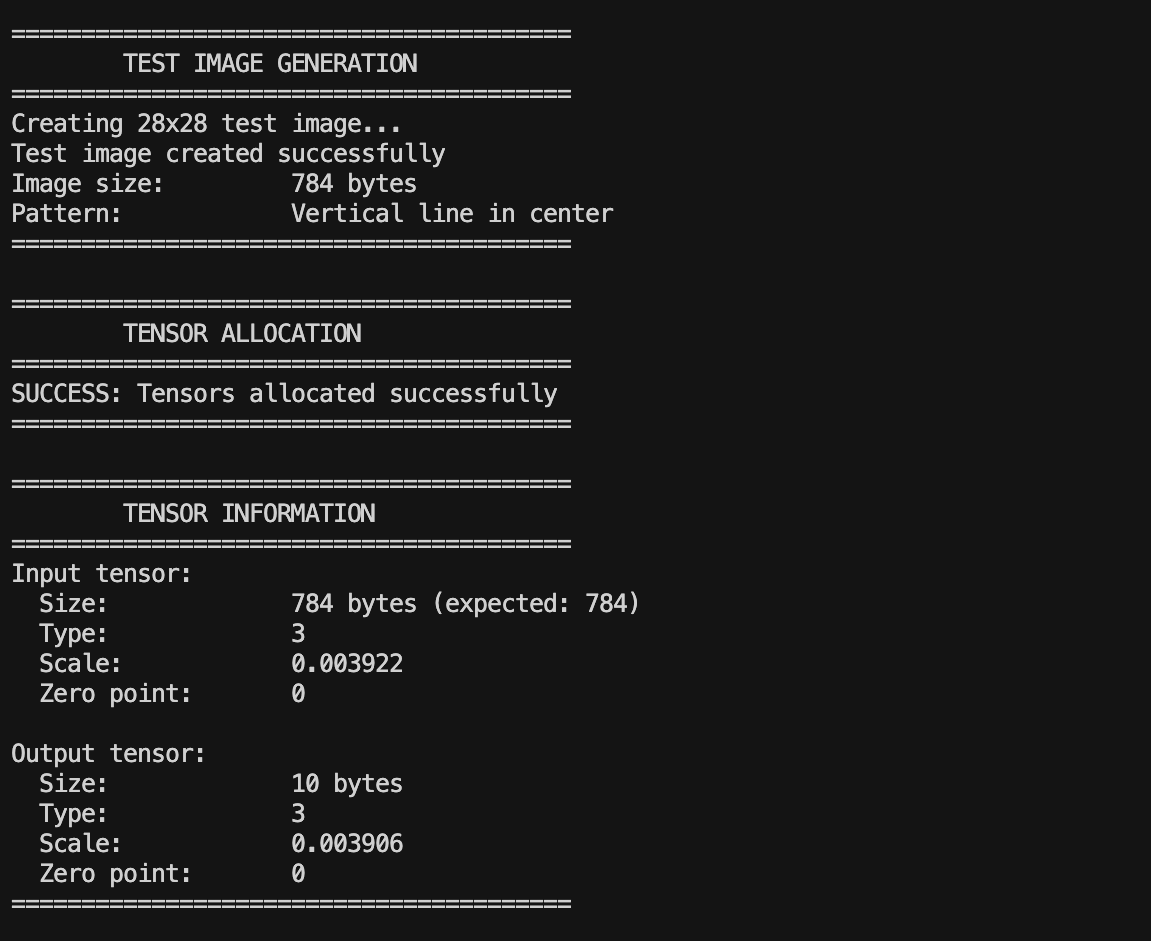 ========================================
        TEST IMAGE GENERATION
========================================
Creating 28x28 test image...
Test image created successfully
Image size:         784 bytes
Pattern:            Vertical line in center
========================================

========================================
        TENSOR ALLOCATION
========================================
SUCCESS: Tensors allocated successfully
========================================

========================================
        TENSOR INFORMATION
========================================
Input tensor:
  Size:             784 bytes (expected: 784)
  Type:             3
  Scale:            0.003922
  Zero point:       0

Output tensor:
  Size:             10 bytes
  Type:             3
  Scale:            0.003906
  Zero point:       0
========================================